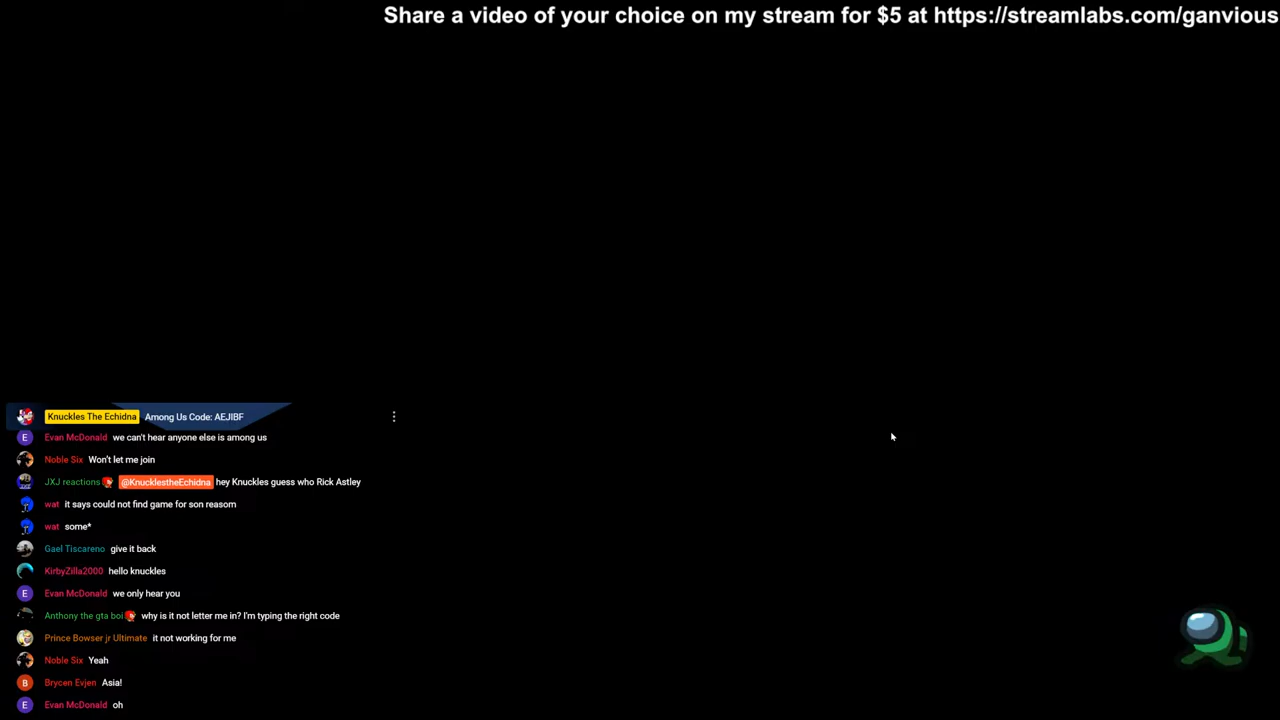 Share a video of your choice on my stream for $5 at https://streamlabs.com/ganvious
Knuckles The Echidna Among Us Code: AEJIBF
E Evan McDonald we can't hear anyone else is among us
Noble Six Won't let me join
JXJ reactions @KnucklestheEchidna hey Knuckles guess who Rick Astley
wat it says could not find game for son reasom
wat some*
Gael Tiscareno give it back
KirbyZilla2000 hello knuckles
E Evan McDonald we only hear you
Anthony the gta boi why is it not letter me in? I'm typing the right code
Prince Bowser jr Ultimate it not working for me
Noble Six Yeah
B Brycen Evjen Asia!
E Evan McDonald oh